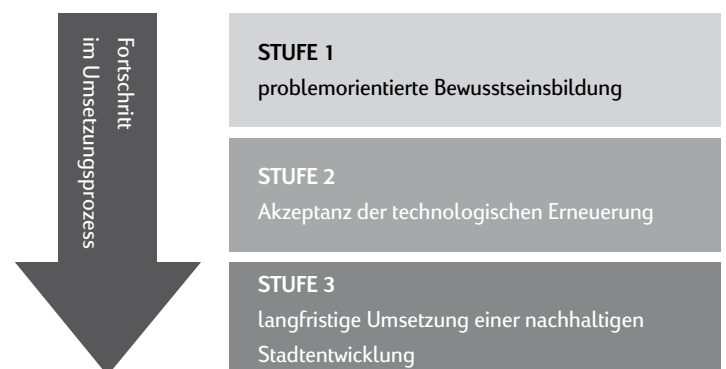 Fortschritt
im Umsetzungsprozess
STUFE 1
problemorientierte Bewusstseinsbildung
STUFE 2
Akzeptanz der technologischen Erneuerung
STUFE 3
langfristige Umsetzung einer nachhaltigen
Stadtentwicklung